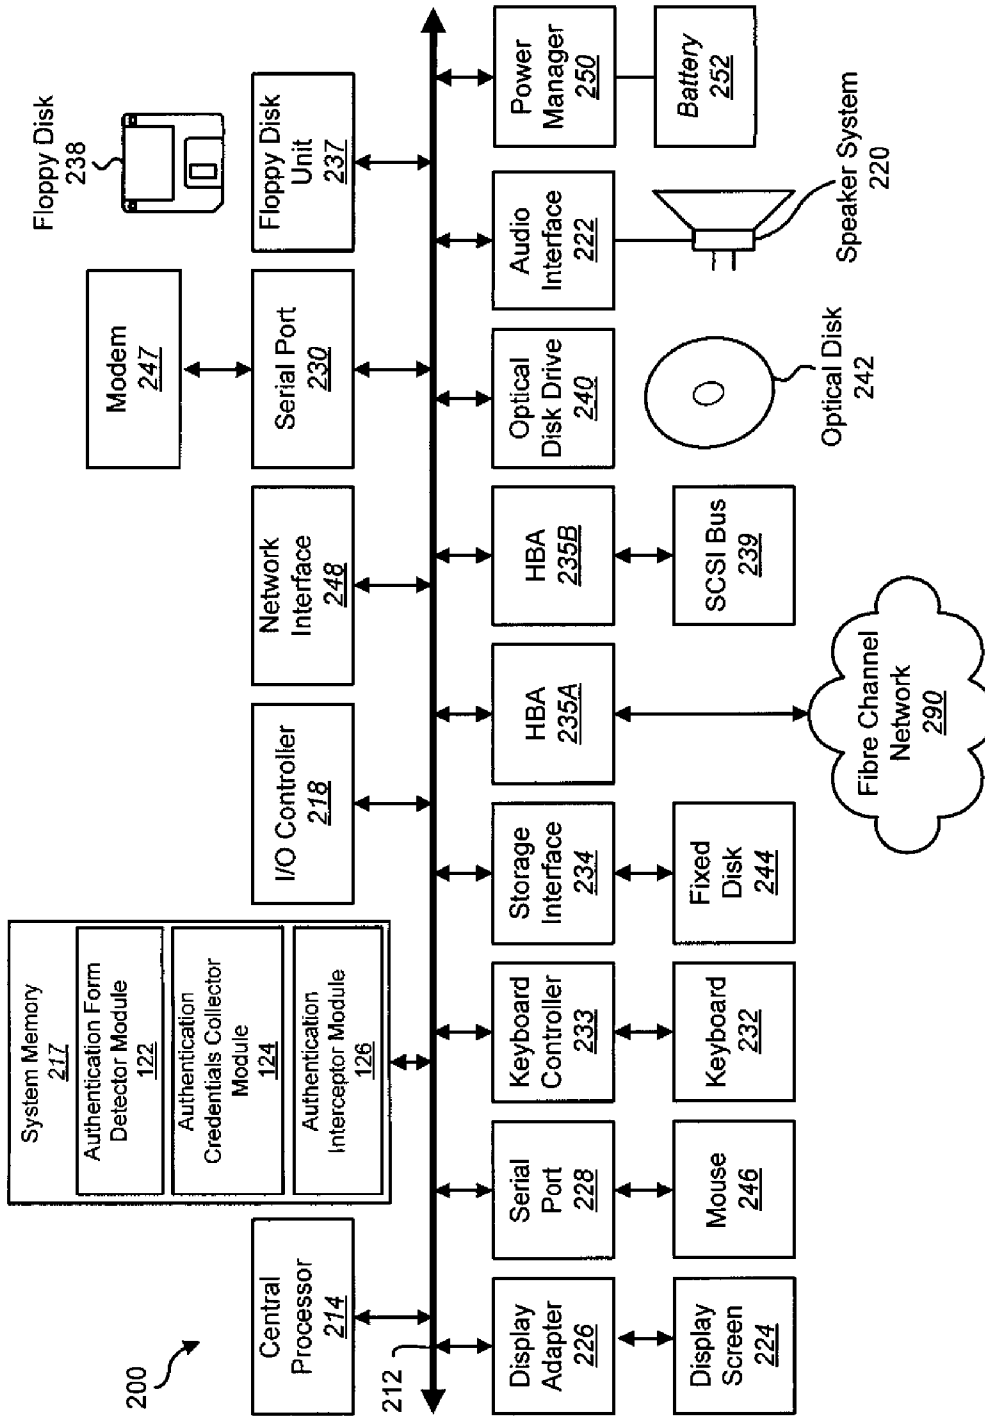 200
Central
Processor
214
System Memory
217
Authentication Form
Detector Module
122
Authentication
Credentials Collector
Module
124
Authentication
Interceptor Module
126
I/O Controller
218
Network
Interface
248
Modem
247
Serial Port
230
Floppy Disk
238
Floppy Disk
Unit
237
212
Display
Adapter
226
Serial
Port
228
Keyboard
Controller
233
Storage
Interface
234
HBA
235A
HBA
235B
Optical
Disk Drive
240
Audio
Interface
222
Power
Manager
250
Display
Screen
224
Mouse
246
Keyboard
232
Fixed
Disk
244
Fibre Channel
Network
290
SCSI Bus
239
Optical Disk
242
Speaker System
220
Battery
252